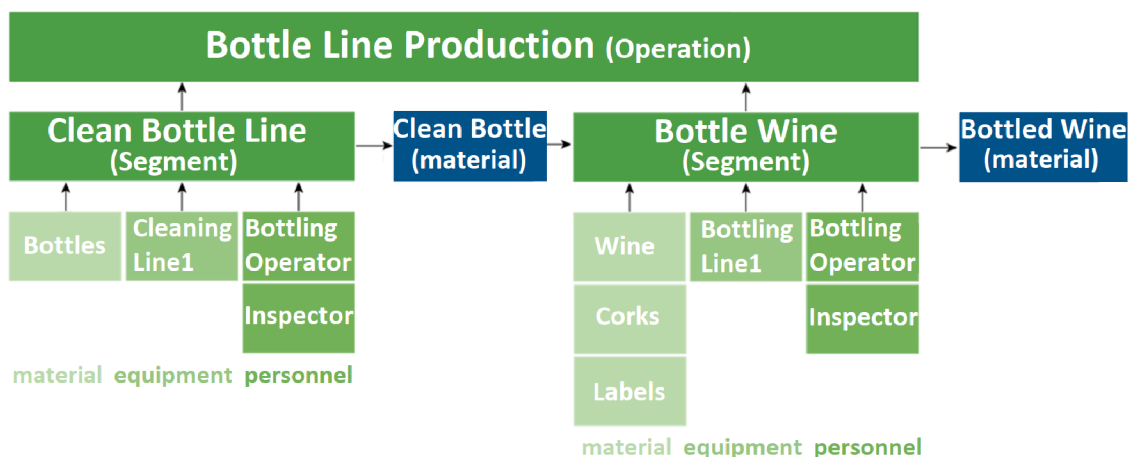 Bottle Line Production (Operation)
Clean Bottle Line
(Segment)
Clean Bottle
(material)
Bottle Wine
(Segment)
Bottled Wine
(material)
Bottles
Cleaning
Line1
Bottling
Operator
Inspector
material equipment personnel
Wine
Corks
Labels
Bottling
Line1
Bottling
Operator
Inspector
material equipment personnel